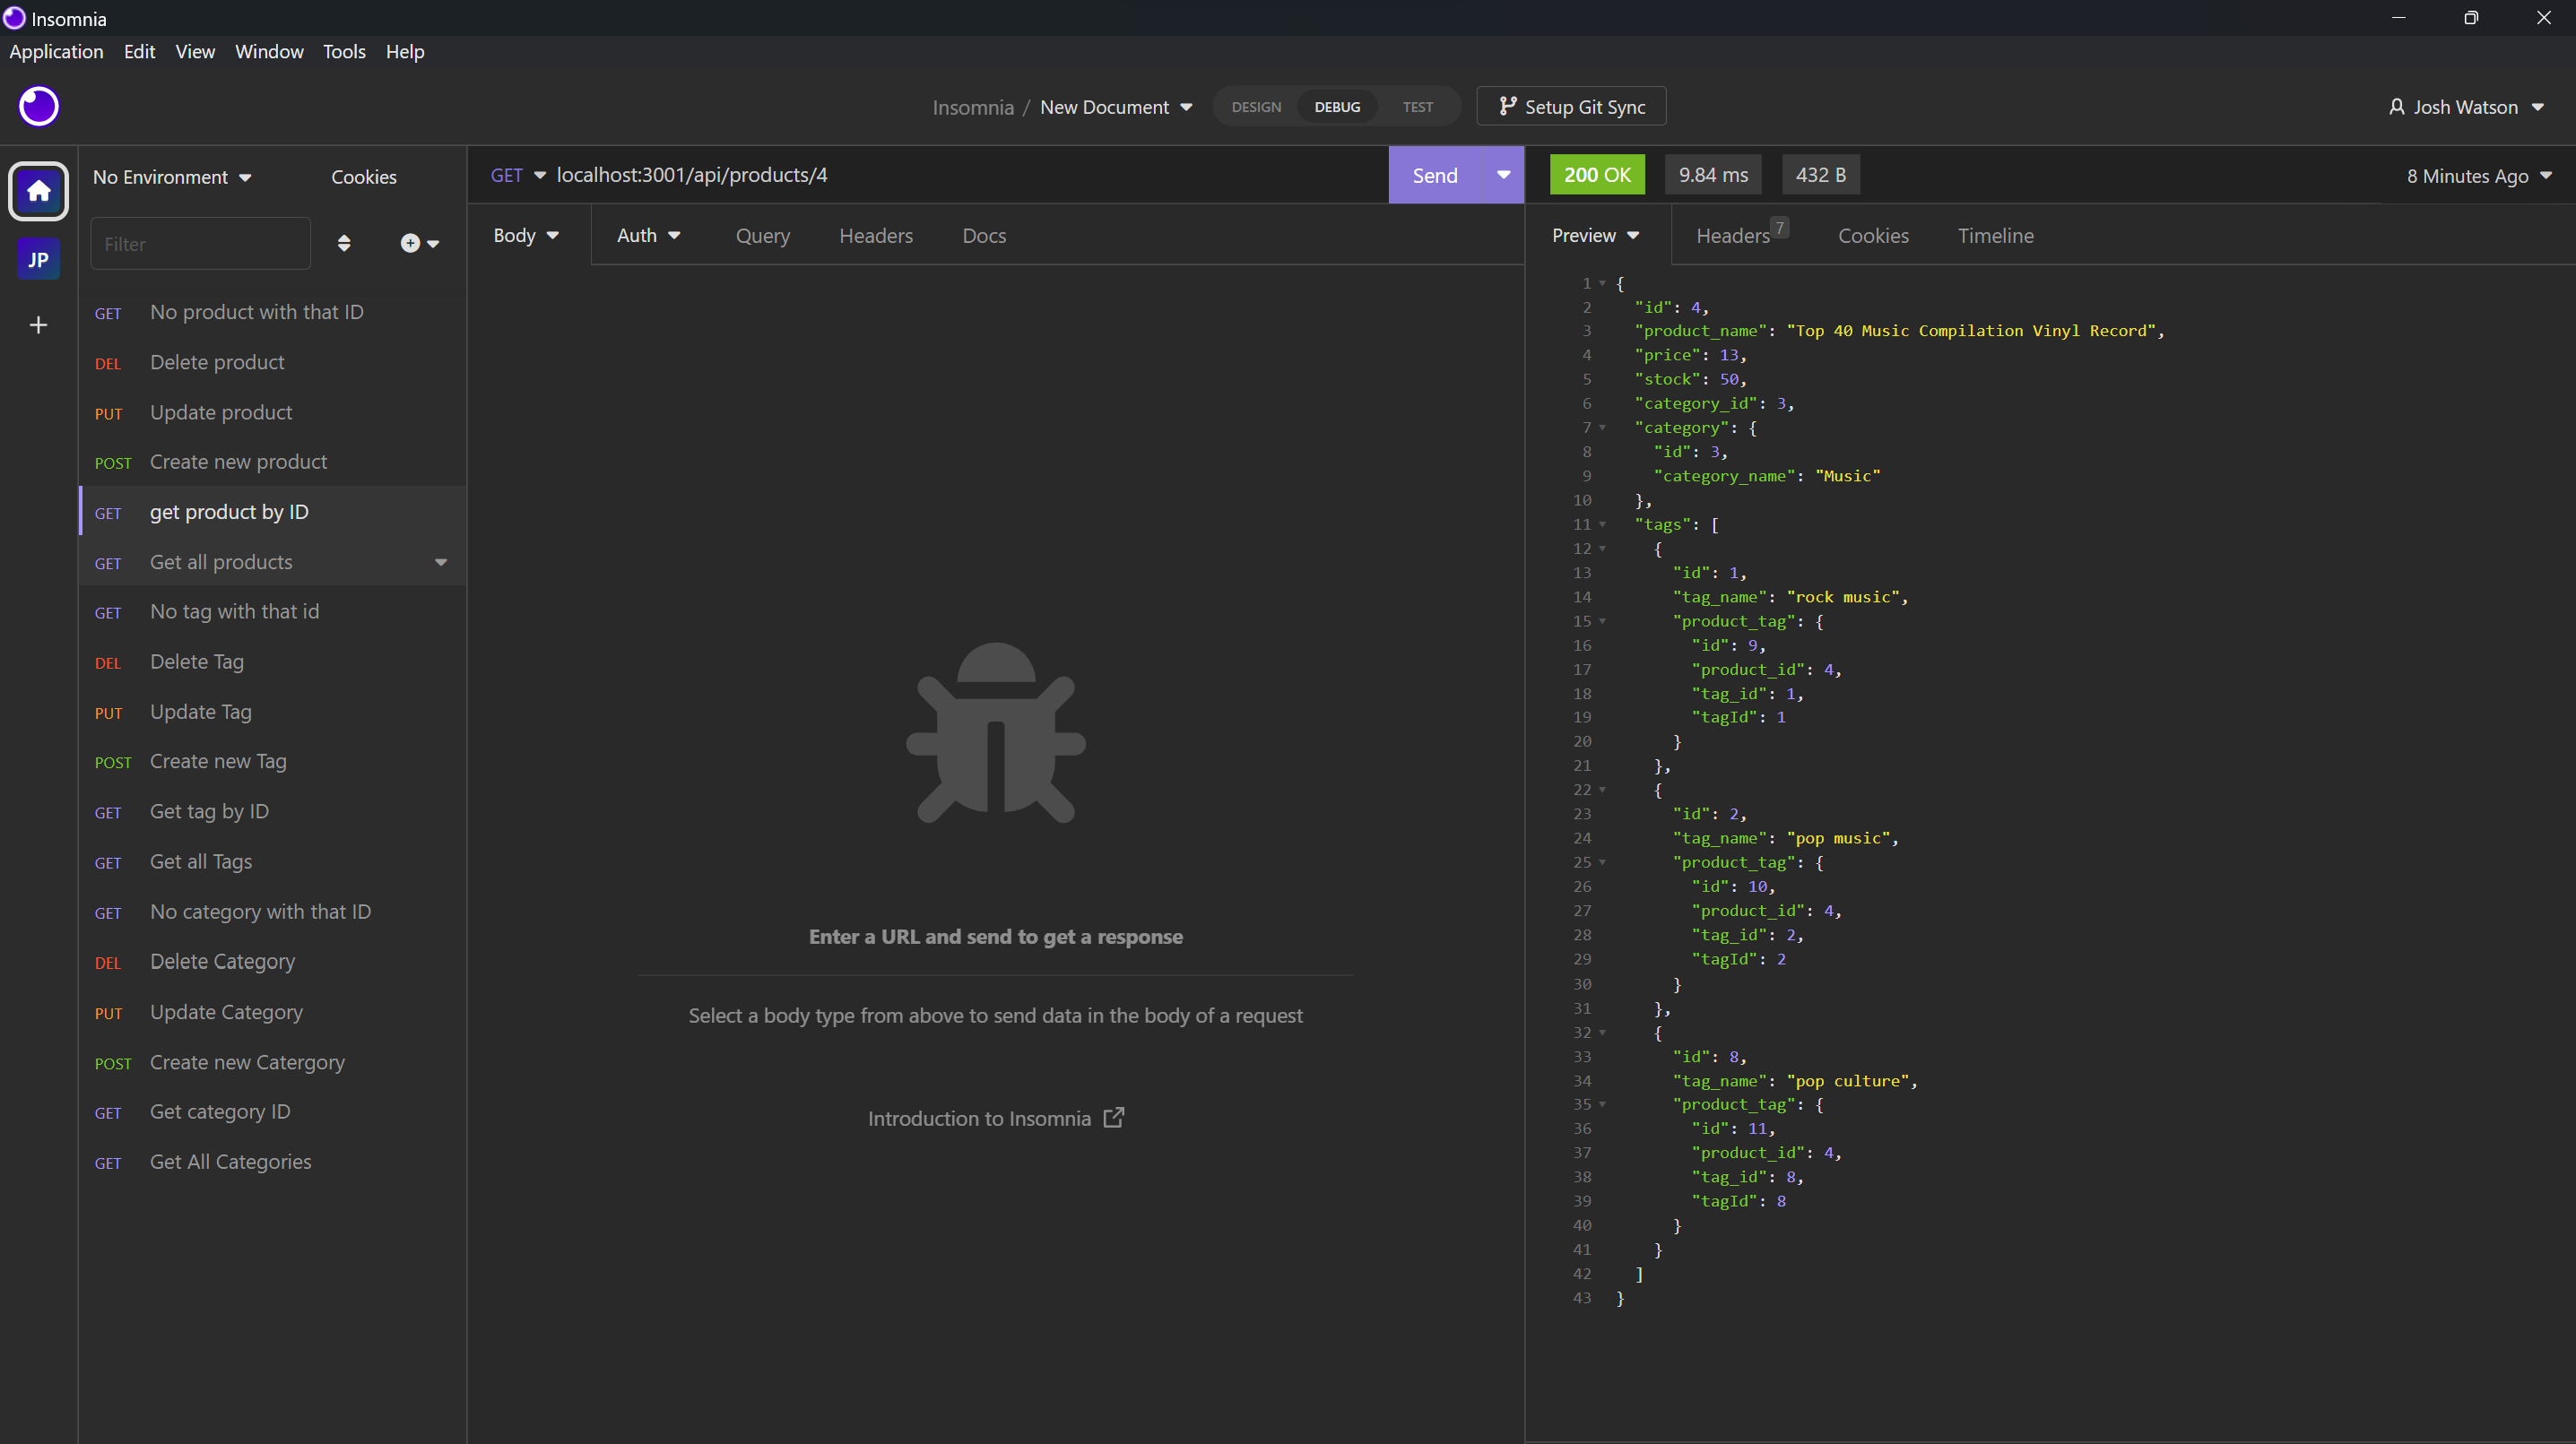 Insomnia
Application Edit View Window Tools Help
Insomnia / New Document DESIGN DEBUG TEST Setup Git Sync Josh Watson
No Environment Cookies
GET localhost:3001/api/products/4 Send
200 OK 9.84 ms 432 B 8 Minutes Ago
JP
Filter
Body Auth Query Headers Docs
Preview Headers 7 Cookies Timeline
GET No product with that ID
DEL Delete product
PUT Update product
POST Create new product
GET get product by ID
GET Get all products
GET No tag with that id
DEL Delete Tag
PUT Update Tag
POST Create new Tag
GET Get tag by ID
GET Get all Tags
GET No category with that ID
DEL Delete Category
PUT Update Category
POST Create new Catergory
GET Get category ID
GET Get All Categories
Enter a URL and send to get a response
Select a body type from above to send data in the body of a request
Introduction to Insomnia
1 {
2 "id": 4,
3 "product_name": "Top 40 Music Compilation Vinyl Record",
4 "price": 13,
5 "stock": 50,
6 "category_id": 3,
7 "category": {
8 "id": 3,
9 "category_name": "Music"
10 },
11 "tags": [
12 {
13 "id": 1,
14 "tag_name": "rock music",
15 "product_tag": {
16 "id": 9,
17 "product_id": 4,
18 "tag_id": 1,
19 "tagId": 1
20 }
21 },
22 {
23 "id": 2,
24 "tag_name": "pop music",
25 "product_tag": {
26 "id": 10,
27 "product_id": 4,
28 "tag_id": 2,
29 "tagId": 2
30 }
31 },
32 {
33 "id": 8,
34 "tag_name": "pop culture",
35 "product_tag": {
36 "id": 11,
37 "product_id": 4,
38 "tag_id": 8,
39 "tagId": 8
40 }
41 }
42 ]
43 }